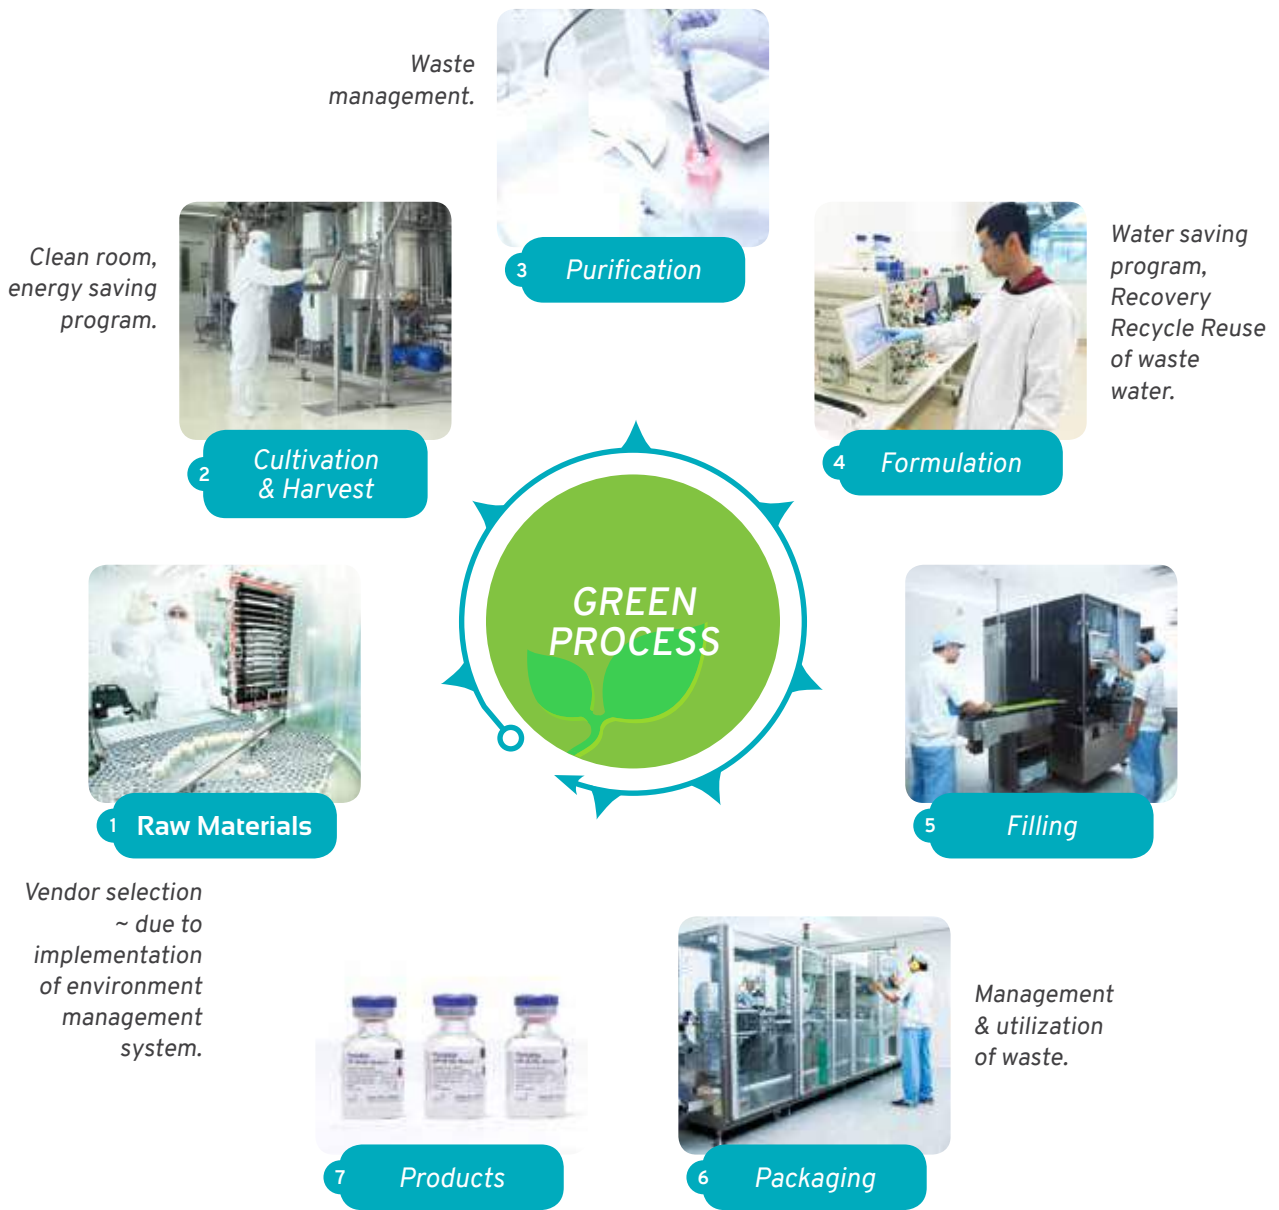 Waste
management.
3
Purification
Clean room,
energy saving
program.
2
Cultivation
& Harvest
Water saving
program,
Recovery
Recycle Reuse
of waste
water.
4
Formulation
GREEN
PROCESS
1
Raw Materials
Vendor selection
~ due to
implementation
of environment
management
system.
5
Filling
Management
& utilization
of waste.
6
Packaging
7
Products